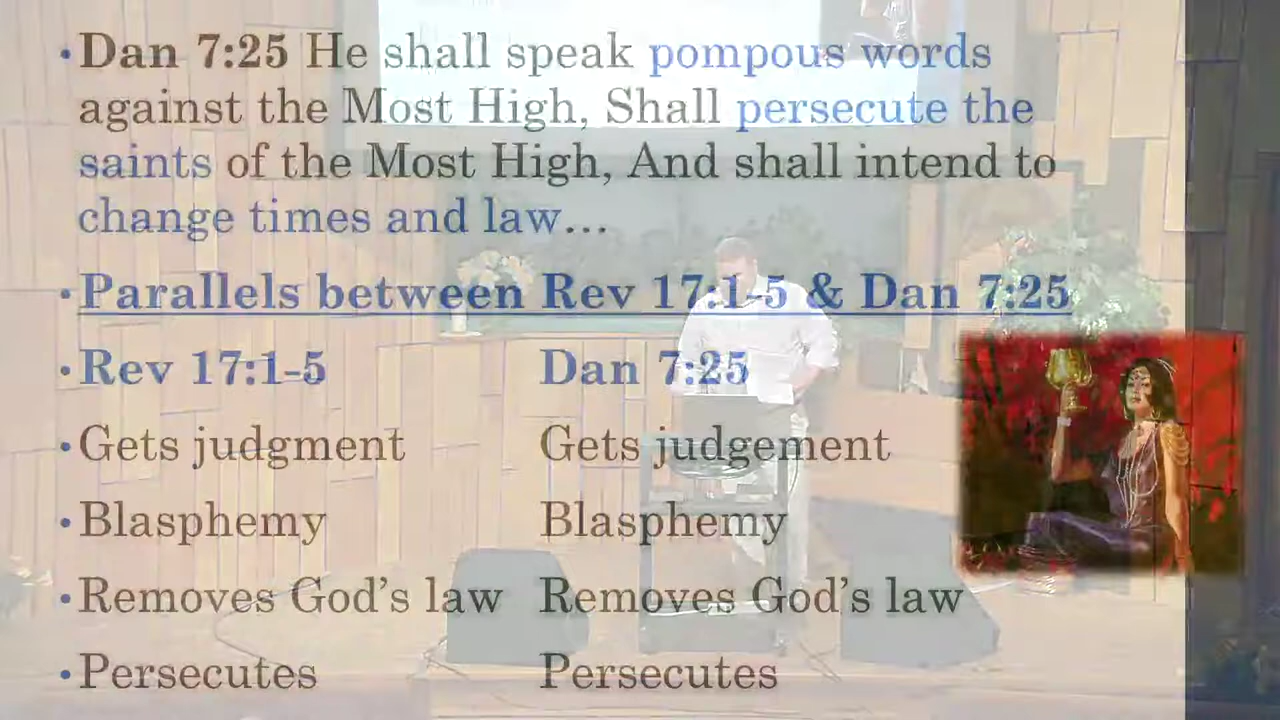 • Dan 7:25 He shall speak pompous words
against the Most High, Shall persecute the
saints of the Most High, And shall intend to
change times and law…
• Parallels between Rev 17:1-5 & Dan 7:25
• Rev 17:1-5 Dan 7:25
• Gets judgment Gets judgement
• Blasphemy Blasphemy
• Removes God’s law Removes God’s law
• Persecutes Persecutes